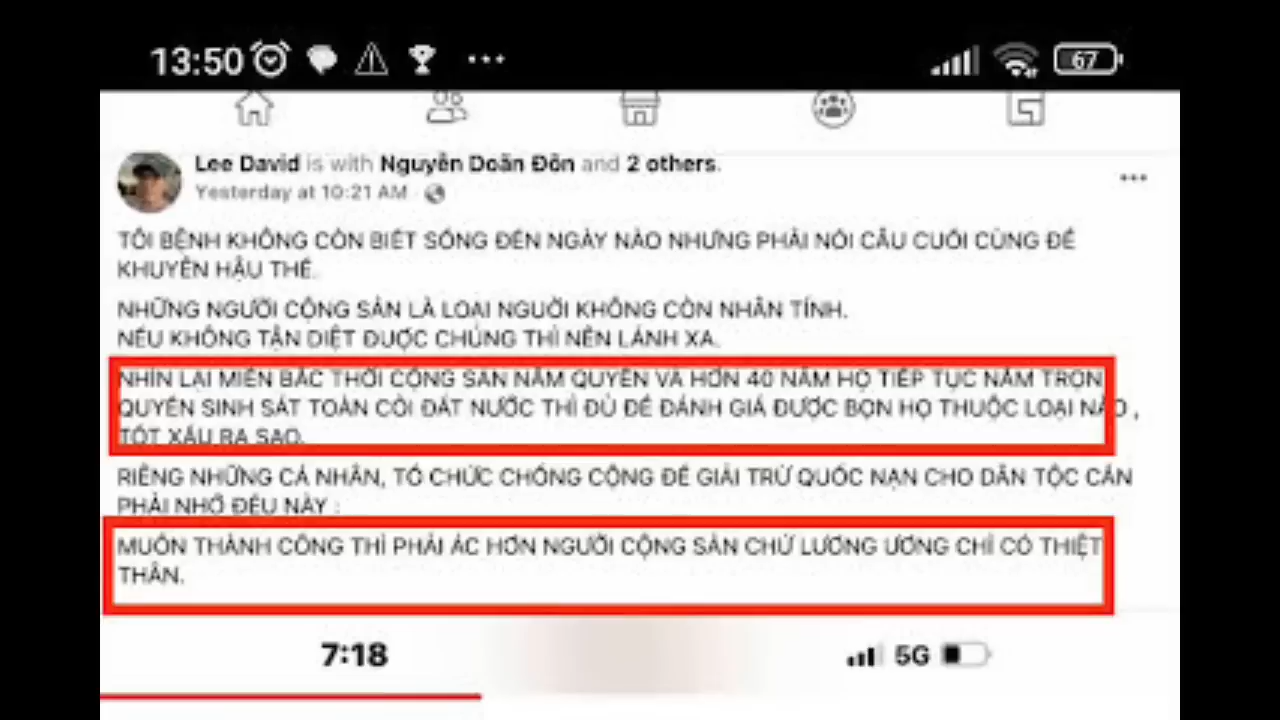 13:50
67
Lee David is with Nguyễn Doãn Đôn and 2 others.
Yesterday at 10:21 AM
TÔI BỆNH KHÔNG CÒN BIẾT SỐNG ĐẾN NGÀY NÀO NHƯNG PHẢI NÓI CÂU CUỐI CÙNG ĐỂ
KHUYÊN HẬU THẾ.
NHỮNG NGƯỜI CỘNG SẢN LÀ LOẠI NGUỜI KHÔNG CÒN NHÂN TÍNH.
NẾU KHÔNG TẬN DIỆT ĐUỢC CHÚNG THÌ NÊN LÁNH XA.
NHÌN LẠI MIỀN BẮC THỜI CỘNG SẢN NẮM QUYỀN VÀ HƠN 40 NĂM HỌ TIẾP TỤC NẮM TRỌN
QUYỀN SINH SÁT TOÀN CÕI ĐẤT NƯỚC THÌ ĐỦ ĐỂ ĐÁNH GIÁ ĐƯỢC BỌN HỌ THUỘC LOẠI NÀO ,
TỐT XẤU RA SAO.
RIÊNG NHỮNG CÁ NHÂN, TỔ CHỨC CHỐNG CỘNG ĐỂ GIẢI TRỪ QUỐC NẠN CHO DÂN TỘC CẦN
PHẢI NHỚ ĐỀU NÀY :
MUỐN THÀNH CÔNG THÌ PHẢI ÁC HƠN NGƯỜI CỘNG SẢN CHỨ LƯƠNG ƯƠNG CHỈ CÓ THIỆT
THÂN.
7:18
5G